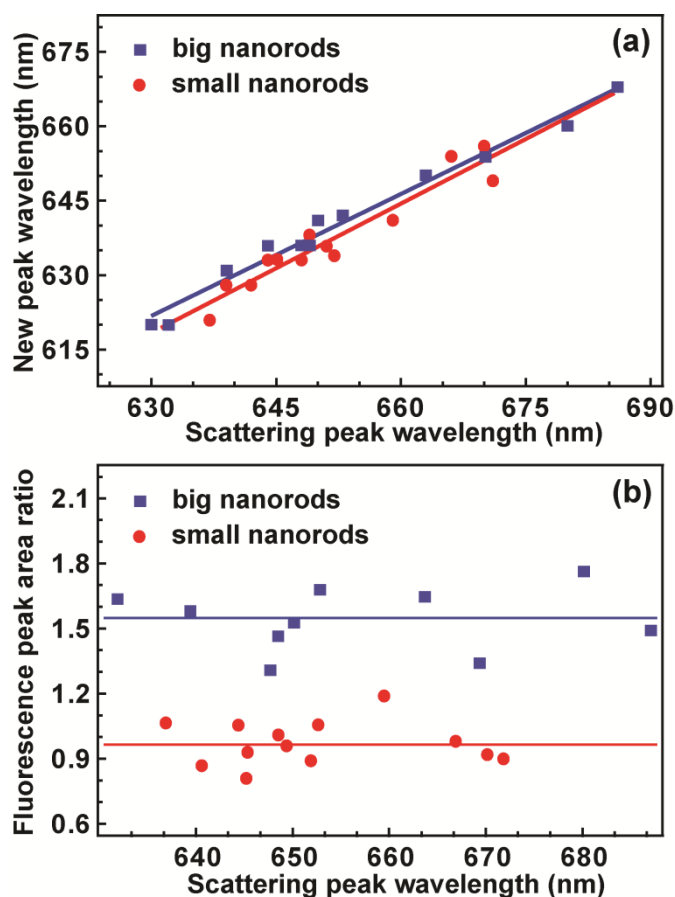 (a)
big nanorods
small nanorods
New peak wavelength (nm)
675
660
645
630
615
630 645 660 675 690
Scattering peak wavelength (nm)
(b)
big nanorods
small nanorods
Fluorescence peak area ratio
2.1
1.8
1.5
1.2
0.9
0.6
640 650 660 670 680
Scattering peak wavelength (nm)